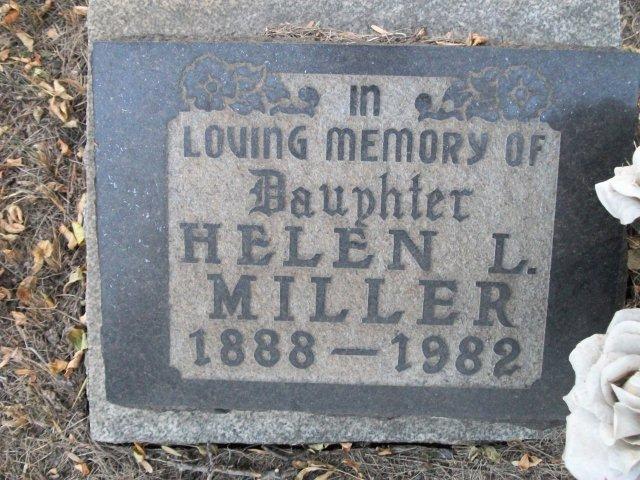 IN
LOVING MEMORY OF
Daughter
HELEN L.
MILLER
1888 — 1982